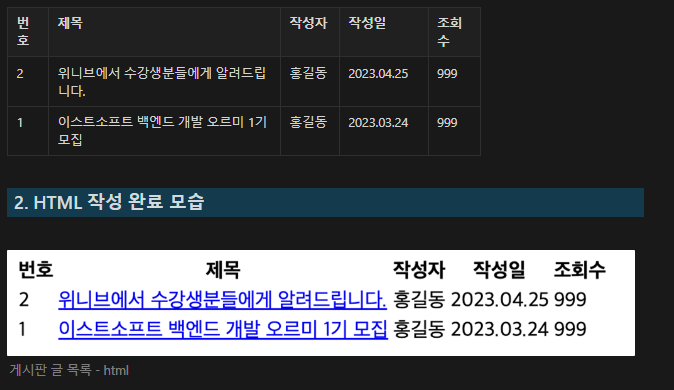 번호 제목 작성자 작성일 조회수
2 위니브에서 수강생분들에게 알려드립니다. 홍길동 2023.04.25 999
1 이스트소프트 백엔드 개발 오르미 1기 모집 홍길동 2023.03.24 999
2. HTML 작성 완료 모습
번호 제목 작성자 작성일 조회수
2 위니브에서 수강생분들에게 알려드립니다. 홍길동 2023.04.25 999
1 이스트소프트 백엔드 개발 오르미 1기 모집 홍길동 2023.03.24 999
게시판 글 목록 - html